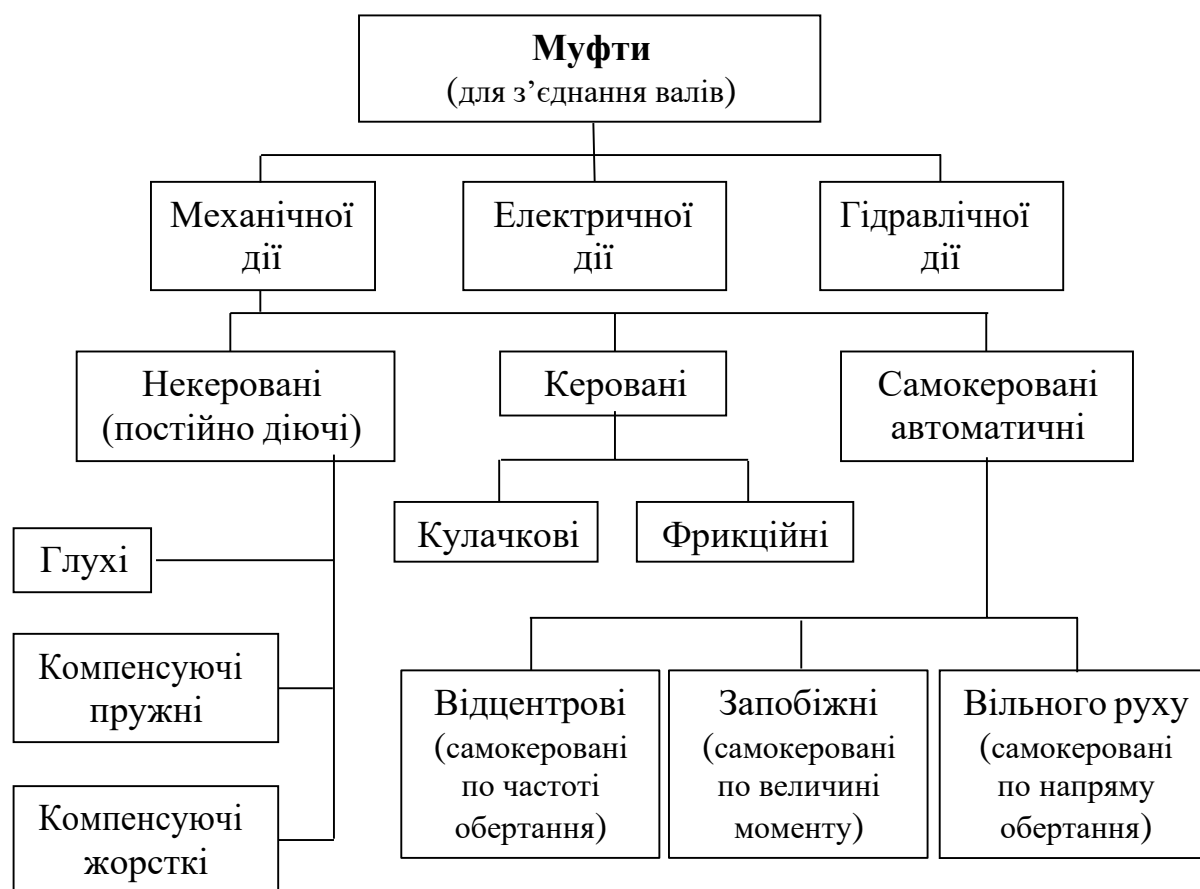 Муфти
(для з’єднання валів)
Механічної
дії
Електричної
дії
Гідравлічної
дії
Некеровані
(постійно діючі)
Керовані
Самокеровані
автоматичні
Кулачкові
Фрикційні
Глухі
Компенсуючі
пружні
Компенсуючі
жорсткі
Відцентрові
(самокеровані
по частоті
обертання)
Запобіжні
(самокеровані
по величині
моменту)
Вільного руху
(самокеровані
по напряму
обертання)